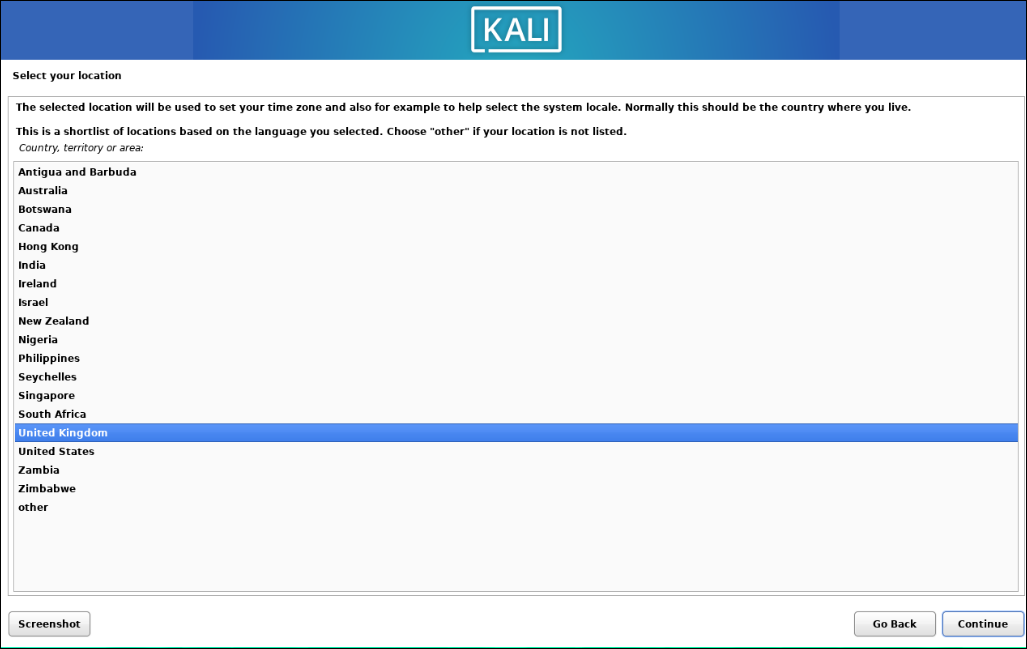 KALI
Select your location
The selected location will be used to set your time zone and also for example to help select the system locale. Normally this should be the country where you live.
This is a shortlist of locations based on the language you selected. Choose "other" if your location is not listed.
Country, territory or area:
Antigua and Barbuda
Australia
Botswana
Canada
Hong Kong
India
Ireland
Israel
New Zealand
Nigeria
Philippines
Seychelles
Singapore
South Africa
United Kingdom
United States
Zambia
Zimbabwe
other
Screenshot Go Back Continue